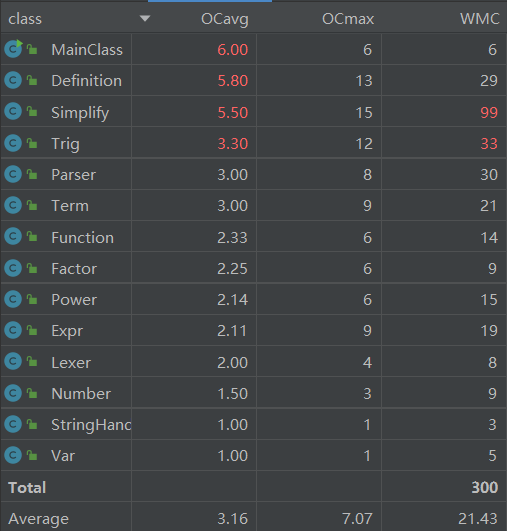 class OCavg OCmax WMC
MainClass 6.00 6 6
Definition 5.80 13 29
Simplify 5.50 15 99
Trig 3.30 12 33
Parser 3.00 8 30
Term 3.00 9 21
Function 2.33 6 14
Factor 2.25 6 9
Power 2.14 6 15
Expr 2.11 9 19
Lexer 2.00 4 8
Number 1.50 3 9
StringHand 1.00 1 3
Var 1.00 1 5
Total 300
Average 3.16 7.07 21.43